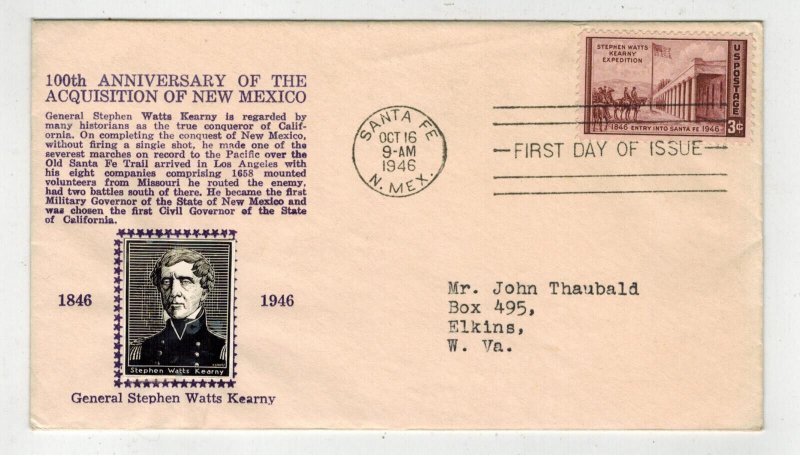 100th ANNIVERSARY OF THE
ACQUISITION OF NEW MEXICO
General Stephen Watts Kearny is regarded by
many historians as the true conqueror of Calif-
ornia. On completing the conquest of New Mexico,
without firing a single shot, he made one of the
severest marches on record to the Pacific over the
Old Santa Fe Trail arrived in Los Angeles with
his eight companies comprising 1658 mounted
volunteers from Missouri he routed the enemy,
had two battles south of there. He became the first
Military Governor of the State of New Mexico and
was chosen the first Civil Governor of the State
of California.
1846
1946
Stephen Watts Kearny
General Stephen Watts Kearny
SANTA FE
OCT 16
9-AM
1946
N. MEX.
STEPHEN WATTS
KEARNY
EXPEDITION
U S POSTAGE
1846 ENTRY INTO SANTA FE 1946
3¢
FIRST DAY OF ISSUE
Mr. John Thaubald
Box 495,
Elkins,
W. Va.